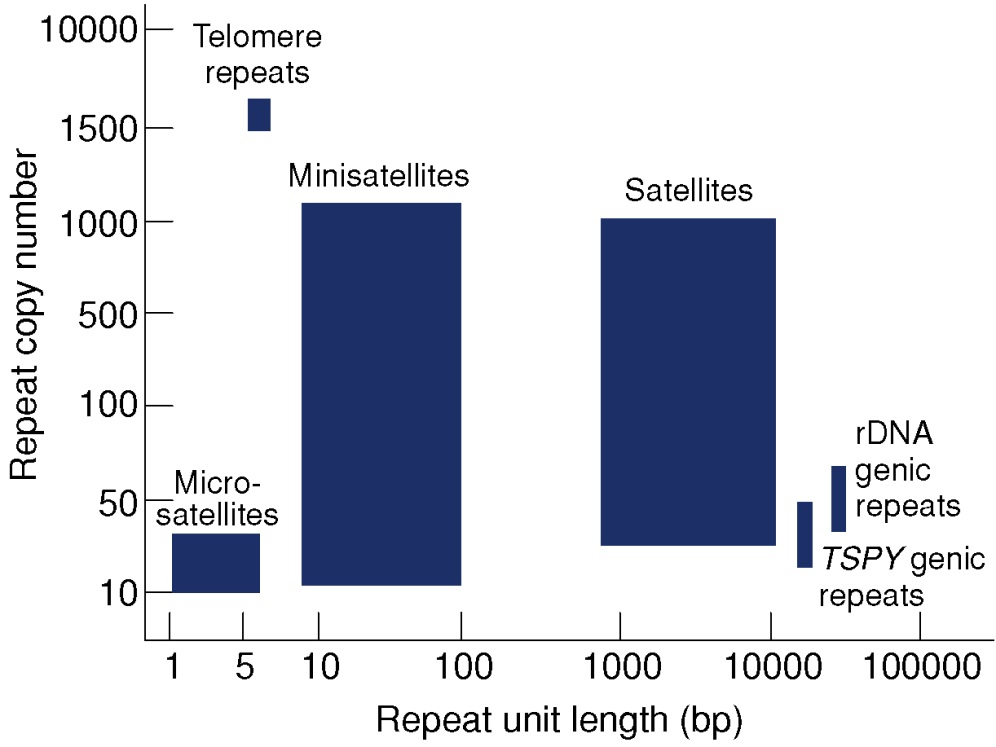 10000
Telomere
repeats
1500
Minisatellites
Satellites
1000
500
100
rDNA
genic
repeats
Micro-
satellites
50
TSPY genic
repeats
10
1 5 10 100 1000 10000 100000
Repeat unit length (bp)
Repeat copy number